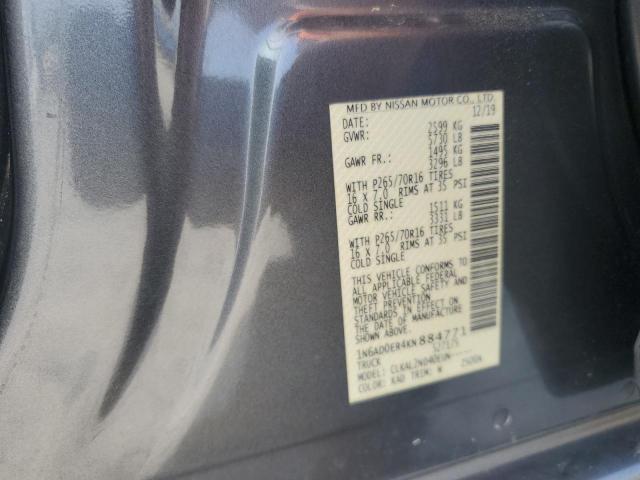 MFD BY NISSAN MOTOR CO., LTD.
DATE: 12/19
GVWR: 2599 KG
5730 LB
GAWR FR.: 1495 KG
3296 LB
WITH P265/70R16 TIRES
16 X 7.0 RIMS AT 35 PSI
COLD SINGLE
GAWR RR.: 1511 KG
3331 LB
WITH P265/70R16 TIRES
16 X 7.0 RIMS AT 35 PSI
COLD SINGLE
THIS VEHICLE CONFORMS TO
ALL APPLICABLE FEDERAL
MOTOR VEHICLE SAFETY AND
THEFT PREVENTION
STANDARDS IN EFFECT ON
THE DATE OF MANUFACTURE
SHOWN ABOVE.
1N6AD0ER4KN884771
TRUCK
MODEL:
COLOR: KAD TRIM: W